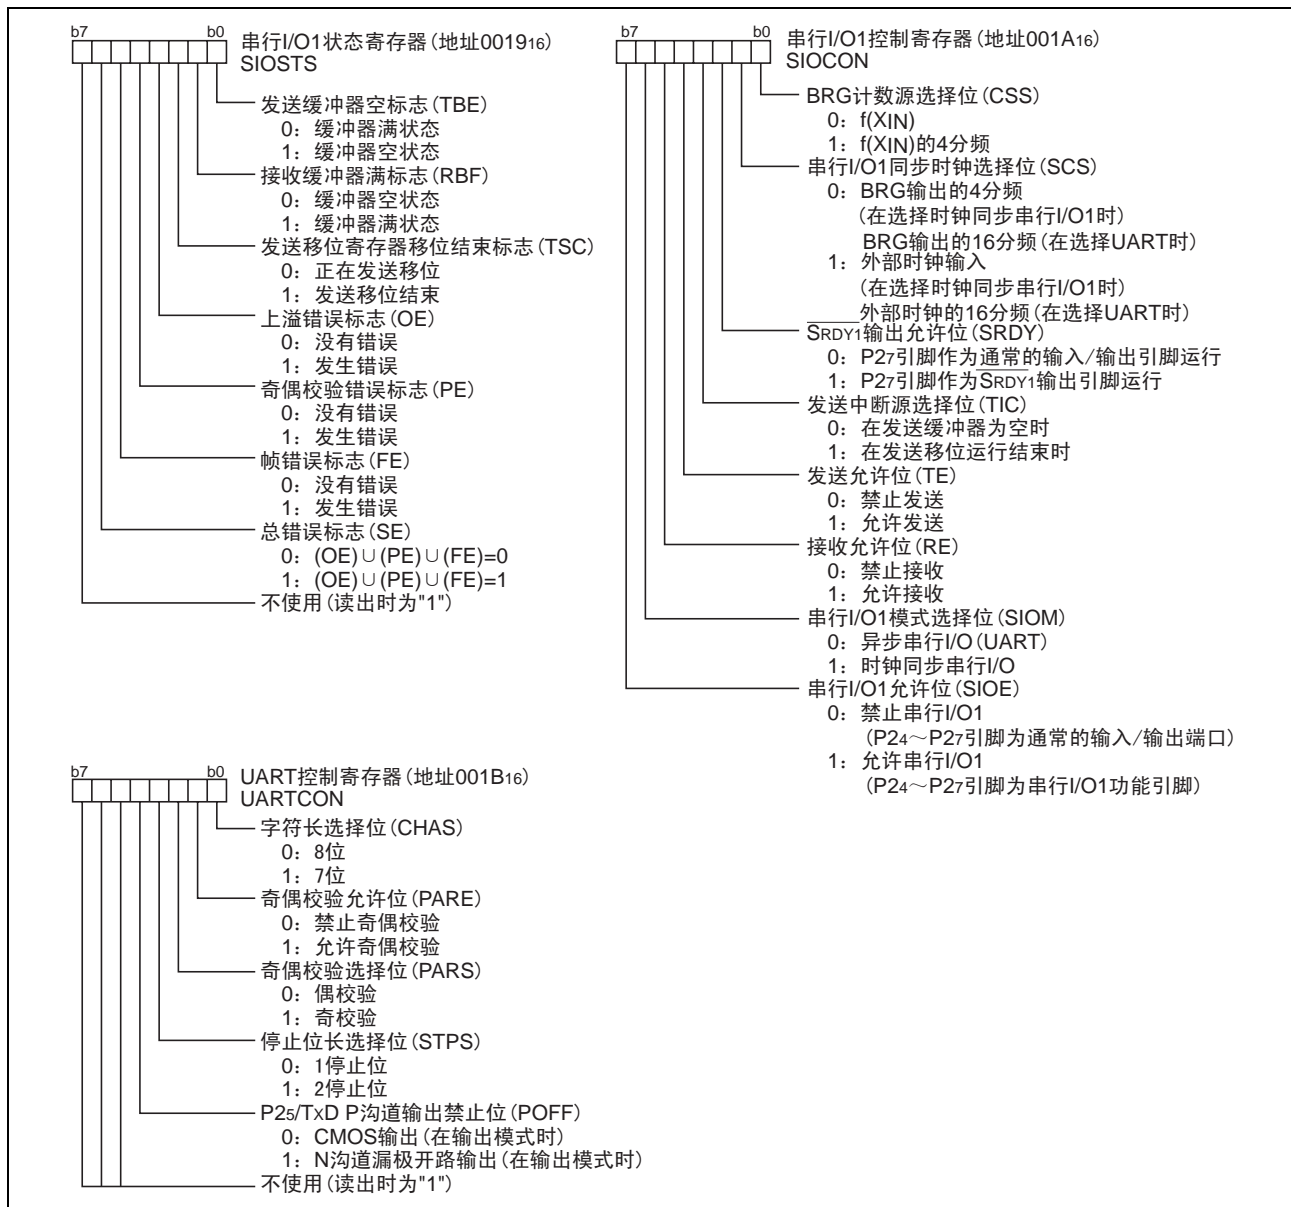 b7 b0 串行I/O1状态寄存器(地址0019₁₆)
SIOSTS
发送缓冲器空标志(TBE)
0：缓冲器满状态
1：缓冲器空状态
接收缓冲器满标志(RBF)
0：缓冲器空状态
1：缓冲器满状态
发送移位寄存器移位结束标志(TSC)
0：正在发送移位
1：发送移位结束
上溢错误标志(OE)
0：没有错误
1：发生错误
奇偶校验错误标志(PE)
0：没有错误
1：发生错误
帧错误标志(FE)
0：没有错误
1：发生错误
总错误标志(SE)
0：(OE)∪(PE)∪(FE)=0
1：(OE)∪(PE)∪(FE)=1
不使用(读出时为"1")
b7 b0 串行I/O1控制寄存器(地址001A₁₆)
SIOCON
BRG计数源选择位(CSS)
0：f(XIN)
1：f(XIN)的4分频
串行I/O1同步时钟选择位(SCS)
0：BRG输出的4分频
(在选择时钟同步串行I/O1时)
BRG输出的16分频(在选择UART时)
1：外部时钟输入
(在选择时钟同步串行I/O1时)
外部时钟的16分频(在选择UART时)
S̅R̅D̅Y̅1̅输出允许位(SRDY)
0：P27引脚作为通常的输入/输出引脚运行
1：P27引脚作为S̅R̅D̅Y̅1̅输出引脚运行
发送中断源选择位(TIC)
0：在发送缓冲器为空时
1：在发送移位运行结束时
发送允许位(TE)
0：禁止发送
1：允许发送
接收允许位(RE)
0：禁止接收
1：允许接收
串行I/O1模式选择位(SIOM)
0：异步串行I/O(UART)
1：时钟同步串行I/O
串行I/O1允许位(SIOE)
0：禁止串行I/O1
(P24～P27引脚为通常的输入/输出端口)
1：允许串行I/O1
(P24～P27引脚为串行I/O1功能引脚)
b7 b0 UART控制寄存器(地址001B₁₆)
UARTCON
字符长选择位(CHAS)
0：8位
1：7位
奇偶校验允许位(PARE)
0：禁止奇偶校验
1：允许奇偶校验
奇偶校验选择位(PARS)
0：偶校验
1：奇校验
停止位长选择位(STPS)
0：1停止位
1：2停止位
P25/TxD P沟道输出禁止位(POFF)
0：CMOS输出(在输出模式时)
1：N沟道漏极开路输出(在输出模式时)
不使用(读出时为"1")